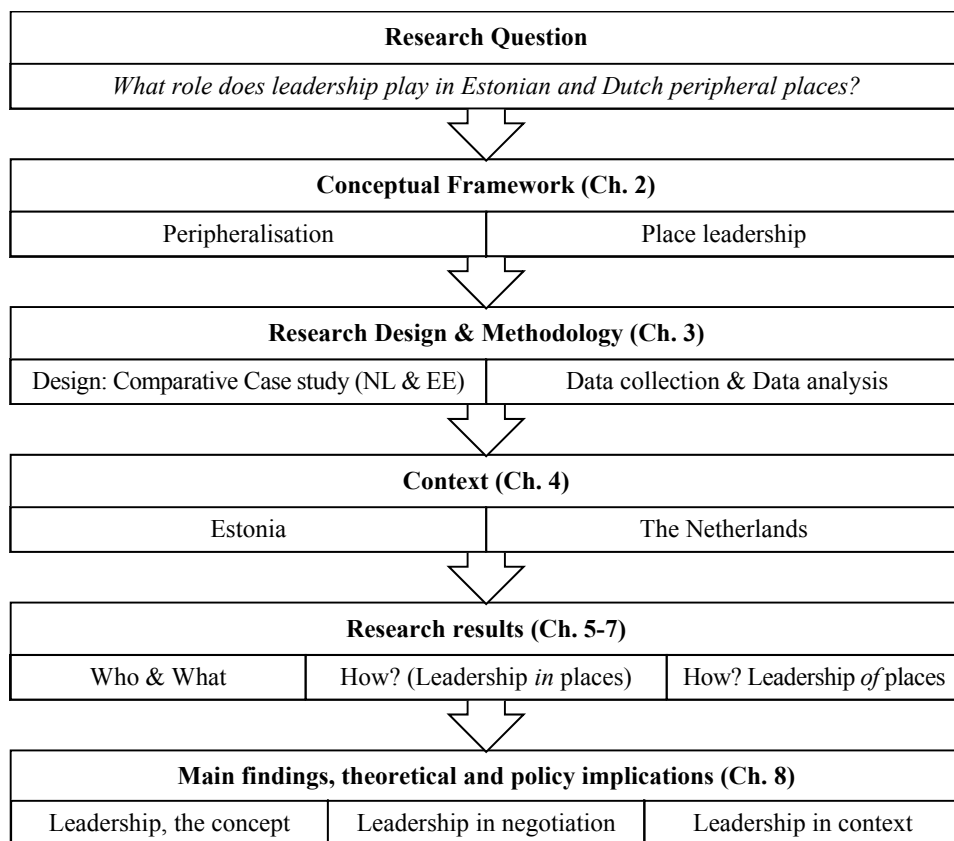 Research Question
What role does leadership play in Estonian and Dutch peripheral places?
Conceptual Framework (Ch. 2)
Peripheralisation
Place leadership
Research Design & Methodology (Ch. 3)
Design: Comparative Case study (NL & EE)
Data collection & Data analysis
Context (Ch. 4)
Estonia
The Netherlands
Research results (Ch. 5-7)
Who & What
How? (Leadership in places)
How? Leadership of places
Main findings, theoretical and policy implications (Ch. 8)
Leadership, the concept
Leadership in negotiation
Leadership in context